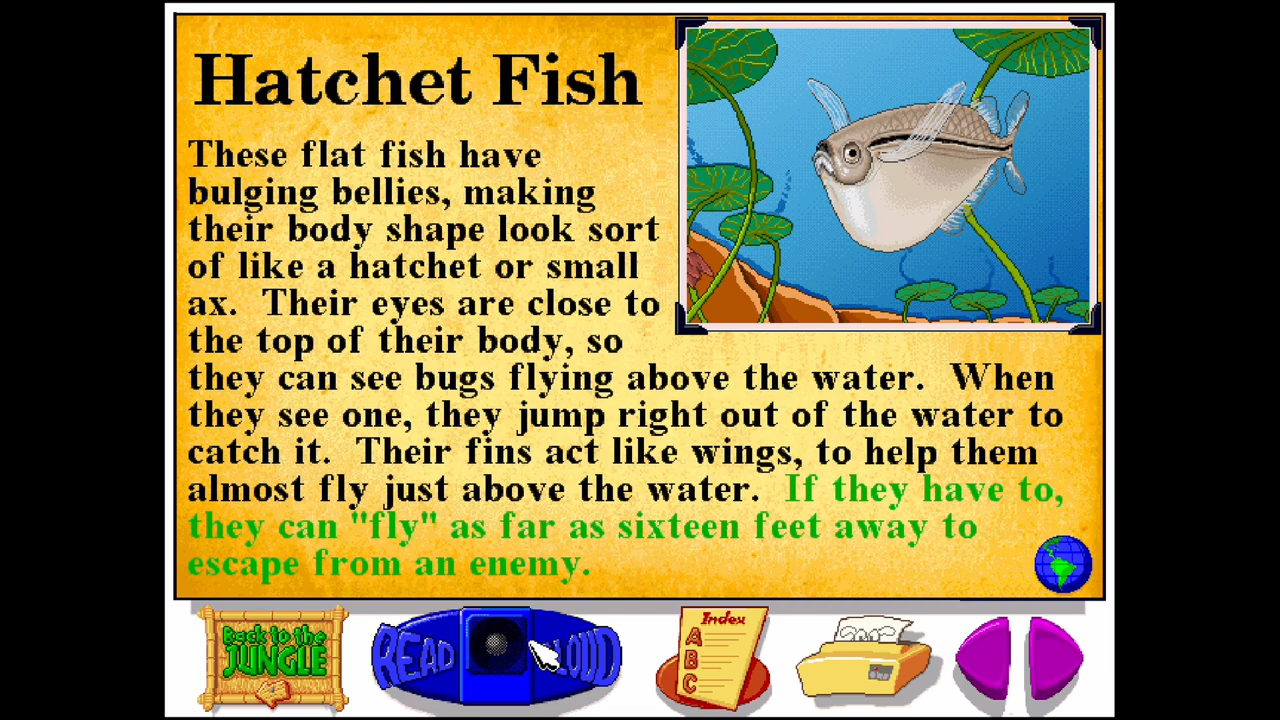 Hatchet Fish
These flat fish have
bulging bellies, making
their body shape look sort
of like a hatchet or small
ax.  Their eyes are close to
the top of their body, so
they can see bugs flying above the water.  When
they see one, they jump right out of the water to
catch it.  Their fins act like wings, to help them
almost fly just above the water.  If they have to,
they can "fly" as far as sixteen feet away to
escape from an enemy.
Back to the
JUNGLE
READ ALOUD
Index
A
B
C